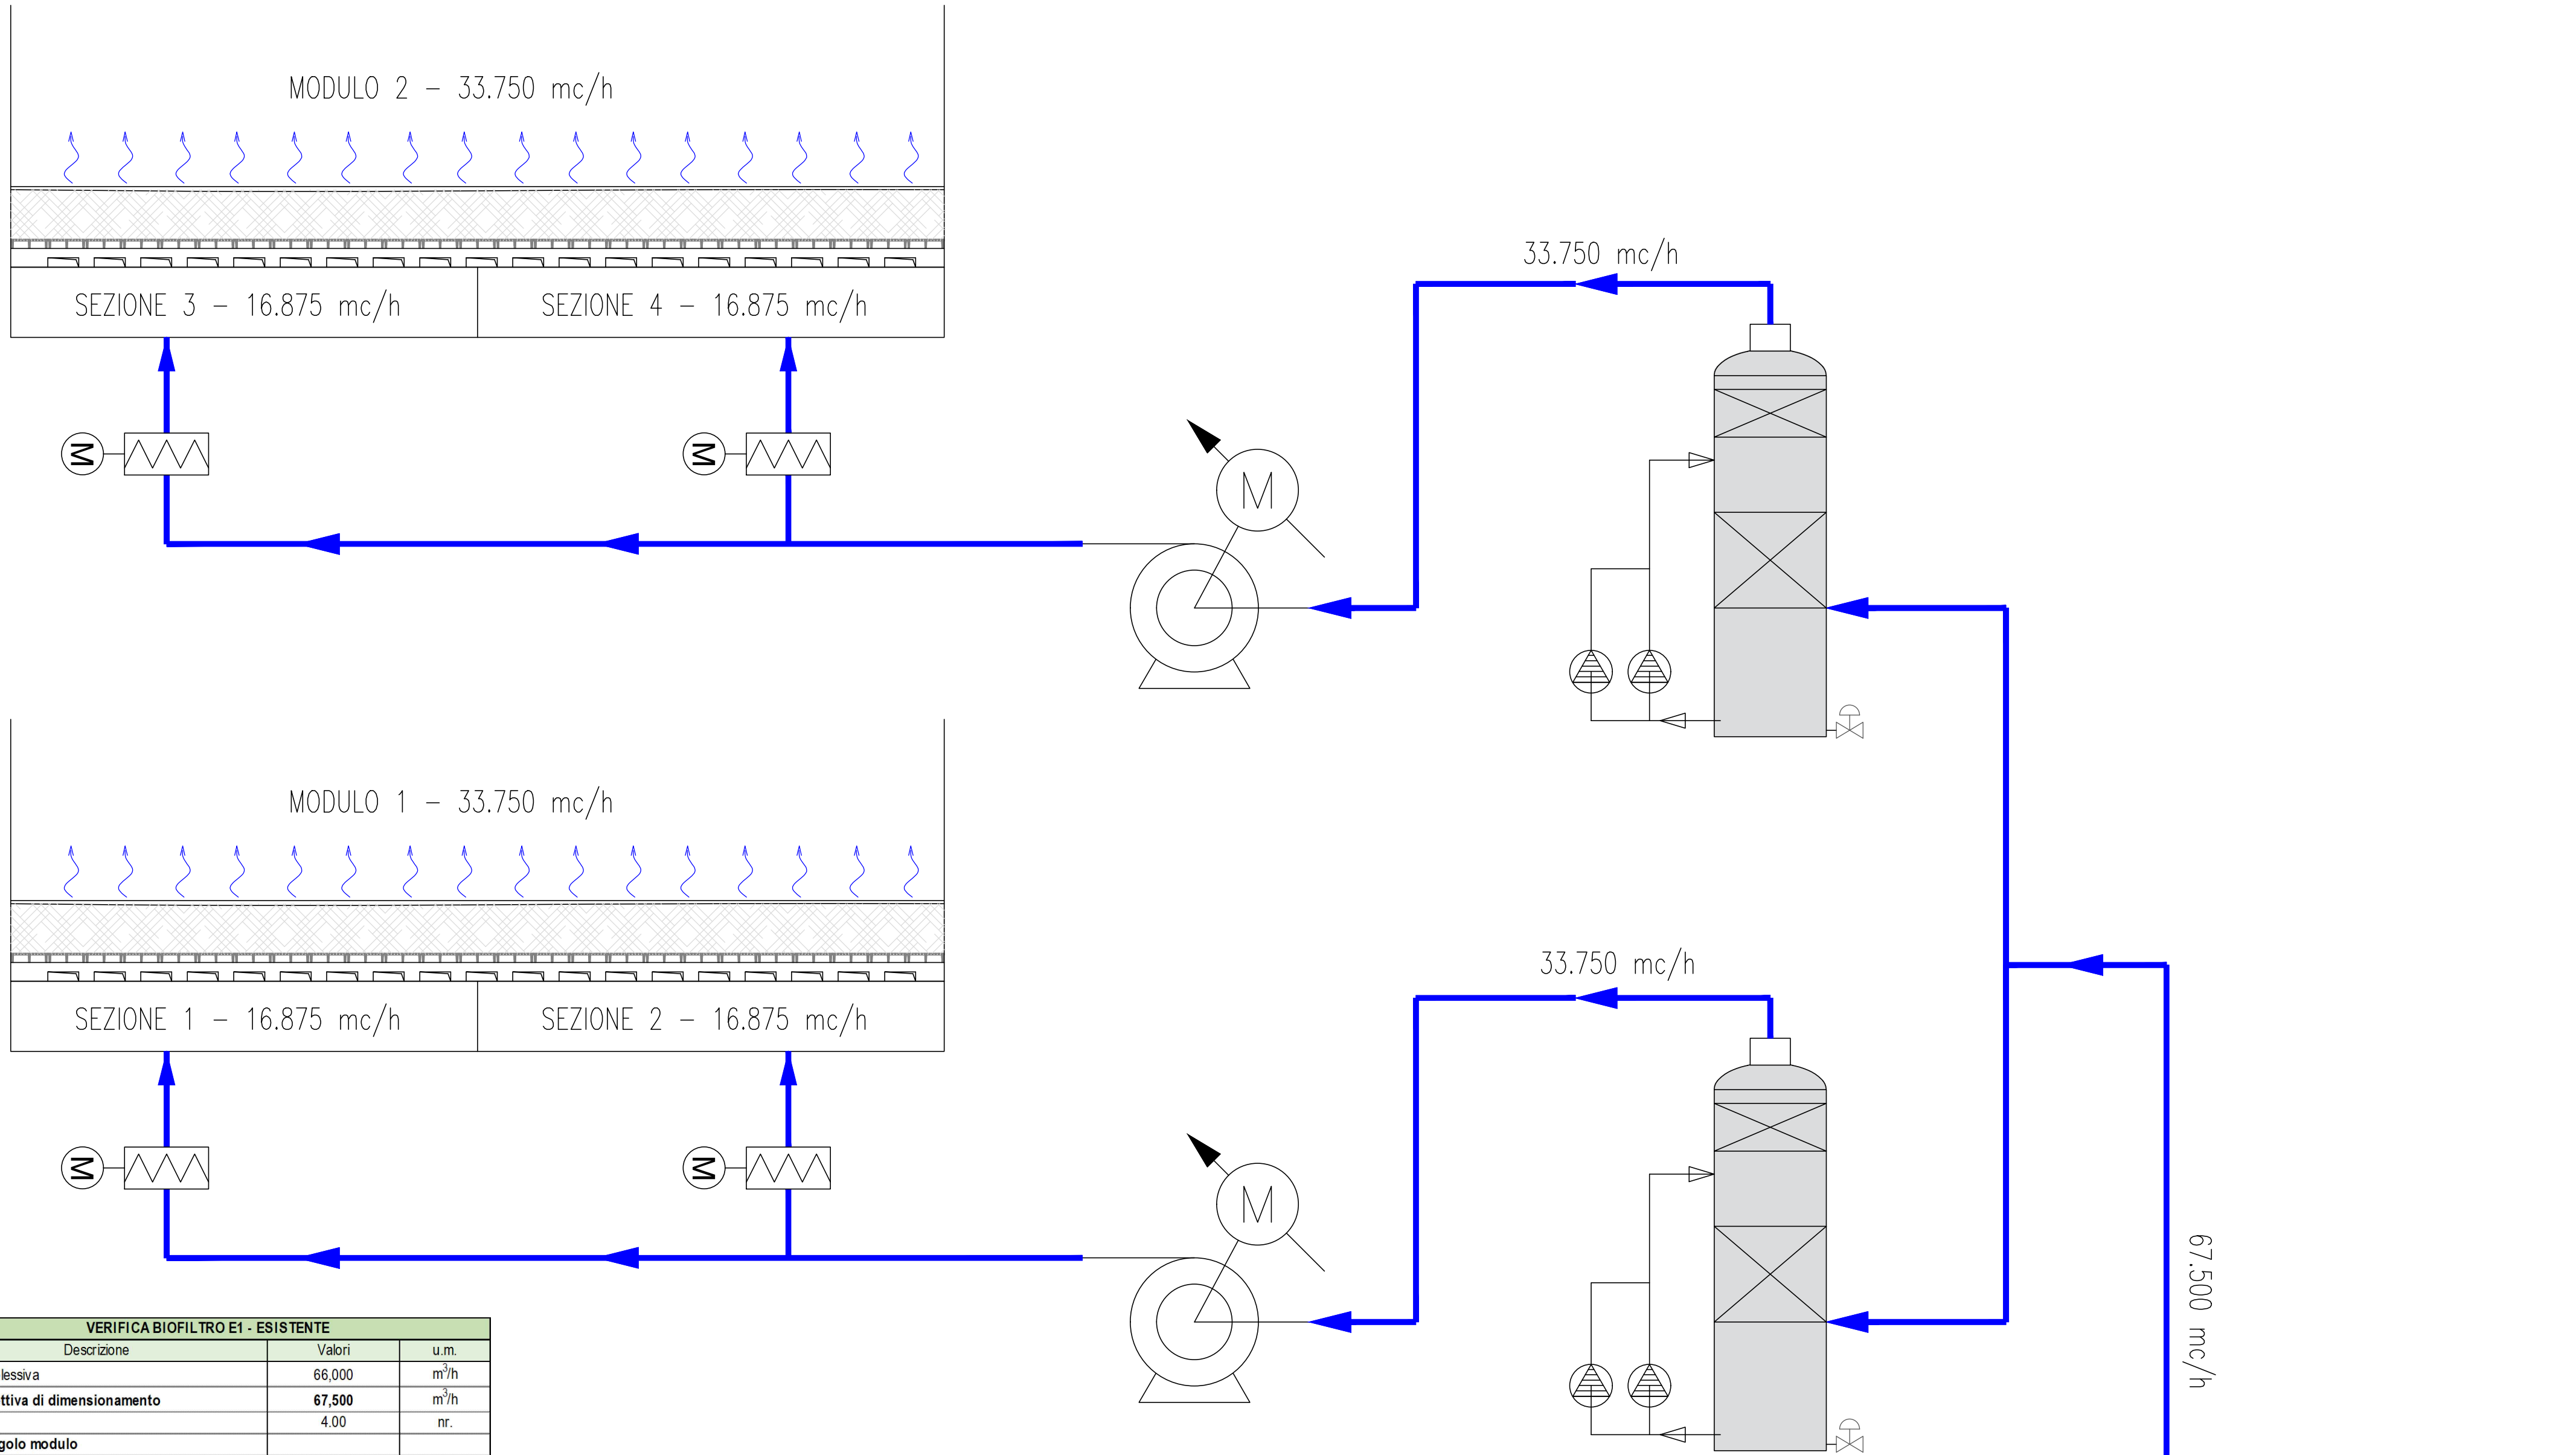 MODULO 2 - 33.750 mc/h
33.750 mc/h
SEZIONE 3 - 16.875 mc/h
SEZIONE 4 - 16.875 mc/h
M
M
M
MODULO 1 - 33.750 mc/h
33.750 mc/h
SEZIONE 1 - 16.875 mc/h
SEZIONE 2 - 16.875 mc/h
M
M
M
67.500 mc/h
VERIFICA BIOFILTRO E1 - ESISTENTE
Descrizione Valori u.m.
lessiva 66,000 m³/h
ttiva di dimensionamento 67,500 m³/h
4.00 nr.
golo modulo